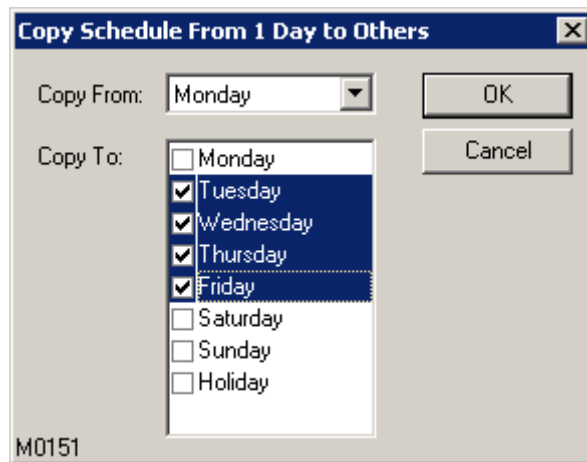 Copy Schedule From 1 Day to Others
Copy From: Monday OK
Copy To: Monday Cancel
Tuesday
Wednesday
Thursday
Friday
Saturday
Sunday
Holiday
M0151